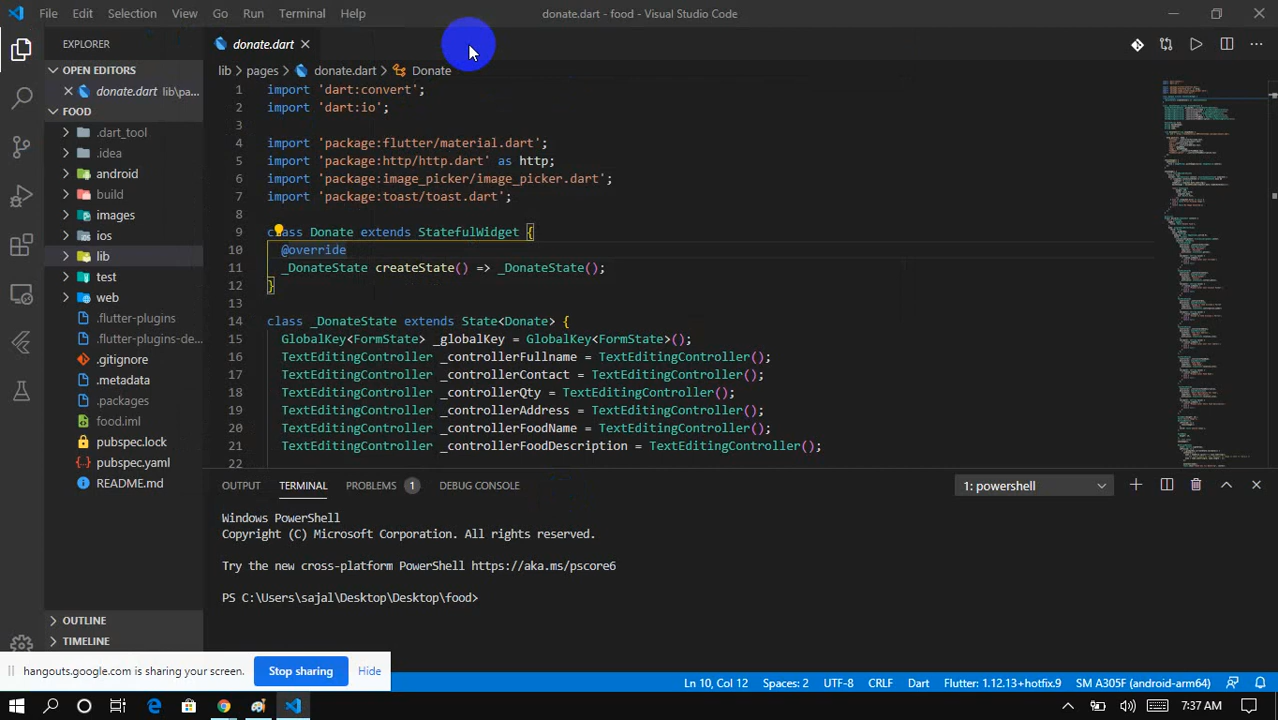 File Edit Selection View Go Run Terminal Help donate.dart - food - Visual Studio Code
EXPLORER
OPEN EDITORS
donate.dart lib\pa...
FOOD
.dart_tool
.idea
android
build
images
ios
lib
test
web
.flutter-plugins
.flutter-plugins-de...
.gitignore
.metadata
.packages
food.iml
pubspec.lock
pubspec.yaml
README.md
OUTLINE
TIMELINE
donate.dart
lib > pages > donate.dart > Donate
1 import 'dart:convert';
2 import 'dart:io';
3
4 import 'package:flutter/material.dart';
5 import 'package:http/http.dart' as http;
6 import 'package:image_picker/image_picker.dart';
7 import 'package:toast/toast.dart';
8
9 class Donate extends StatefulWidget {
10 @override
11 _DonateState createState() => _DonateState();
12 }
13
14 class _DonateState extends State<Donate> {
15 GlobalKey<FormState> _globalKey = GlobalKey<FormState>();
16 TextEditingController _controllerFullname = TextEditingController();
17 TextEditingController _controllerContact = TextEditingController();
18 TextEditingController _controllerQty = TextEditingController();
19 TextEditingController _controllerAddress = TextEditingController();
20 TextEditingController _controllerFoodName = TextEditingController();
21 TextEditingController _controllerFoodDescription = TextEditingController();
22
OUTPUT TERMINAL PROBLEMS 1 DEBUG CONSOLE 1: powershell
Windows PowerShell
Copyright (C) Microsoft Corporation. All rights reserved.
Try the new cross-platform PowerShell https://aka.ms/pscore6
PS C:\Users\sajal\Desktop\Desktop\food>
hangouts.google.com is sharing your screen. Stop sharing Hide
Ln 10, Col 12 Spaces: 2 UTF-8 CRLF Dart Flutter: 1.12.13+hotfix.9 SM A305F (android-arm64)
7:37 AM